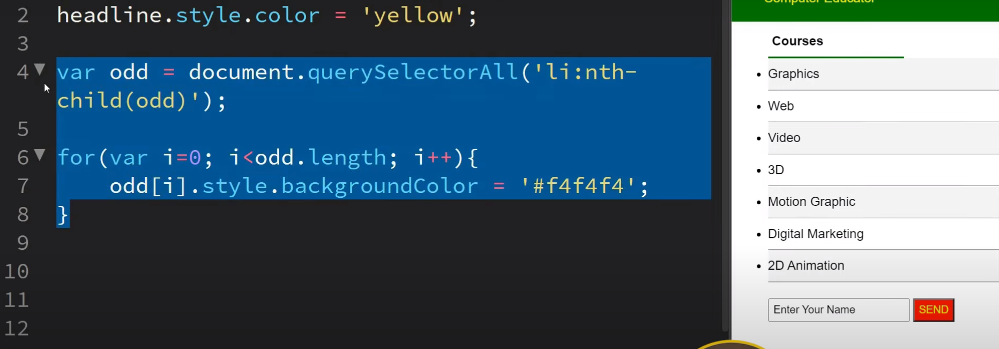 2 headline.style.color = 'yellow';
3
4 var odd = document.querySelectorAll('li:nth-
child(odd)');
5
6 for(var i=0; i<odd.length; i++){
7 odd[i].style.backgroundColor = '#f4f4f4';
8 }
9
10
11
12
Computer Educator
Courses
Graphics
Web
Video
3D
Motion Graphic
Digital Marketing
2D Animation
Enter Your Name SEND